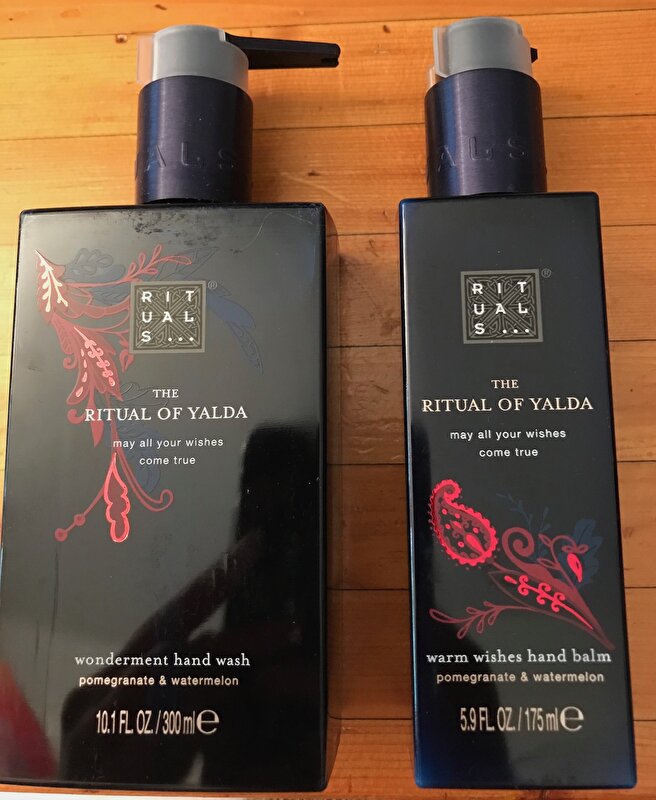 RIT
UALS
S...
®
THE
RITUAL OF YALDA
may all your wishes
come true
wonderment hand wash
pomegranate & watermelon
10.1 FL. OZ. / 300 ml ℮
ALS
RIT
UAL
S...
®
THE
RITUAL OF YALDA
may all your wishes
come true
warm wishes hand balm
pomegranate & watermelon
5.9 FL. OZ. / 175 ml ℮